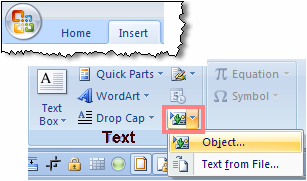 Home Insert
Quick Parts
Equation
Text
Box
WordArt
Symbol
Drop Cap
Text
Object...
Text from File...